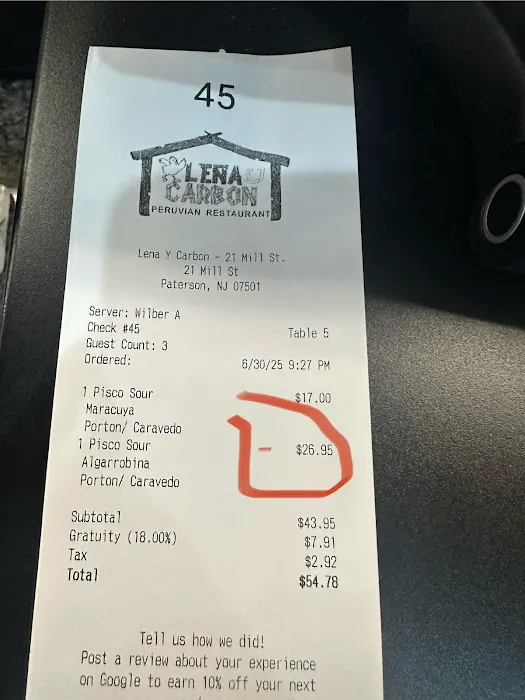 45
LEÑA Y
CARBON
PERUVIAN RESTAURANT
Lena Y Carbon - 21 Mill St.
21 Mill St
Paterson, NJ 07501
Server: Wilber A
Check #45 Table 5
Guest Count: 3
Ordered: 6/30/25 9:27 PM
1 Pisco Sour $17.00
Maracuya
Porton/ Caravedo
1 Pisco Sour - $26.95
Algarrobina
Porton/ Caravedo
Subtotal $43.95
Gratuity (18.00%) $7.91
Tax $2.92
Total $54.78
Tell us how we did!
Post a review about your experience
on Google to earn 10% off your next